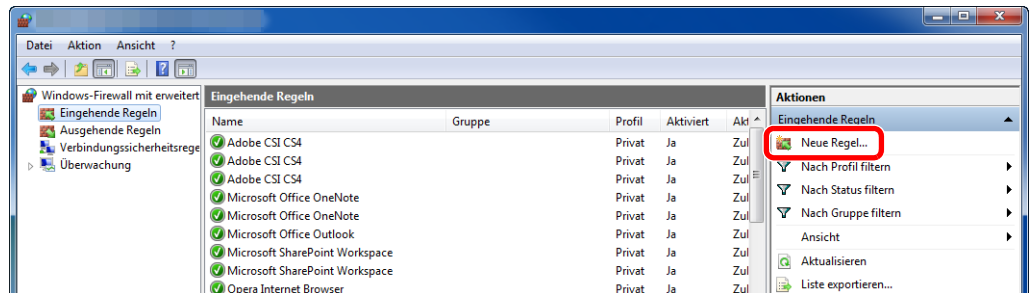 Datei Aktion Ansicht ?
Windows-Firewall mit erweitert
Eingehende Regeln
Ausgehende Regeln
Verbindungssicherheitsrege
Überwachung
Eingehende Regeln
Name Gruppe Profil Aktiviert Akt
Adobe CSI CS4 Privat Ja Zul
Adobe CSI CS4 Privat Ja Zul
Adobe CSI CS4 Privat Ja Zul
Microsoft Office OneNote Privat Ja Zul
Microsoft Office OneNote Privat Ja Zul
Microsoft Office Outlook Privat Ja Zul
Microsoft SharePoint Workspace Privat Ja Zul
Microsoft SharePoint Workspace Privat Ja Zul
Opera Internet Browser Privat Ja Zul
Aktionen
Eingehende Regeln
Neue Regel...
Nach Profil filtern
Nach Status filtern
Nach Gruppe filtern
Ansicht
Aktualisieren
Liste exportieren...